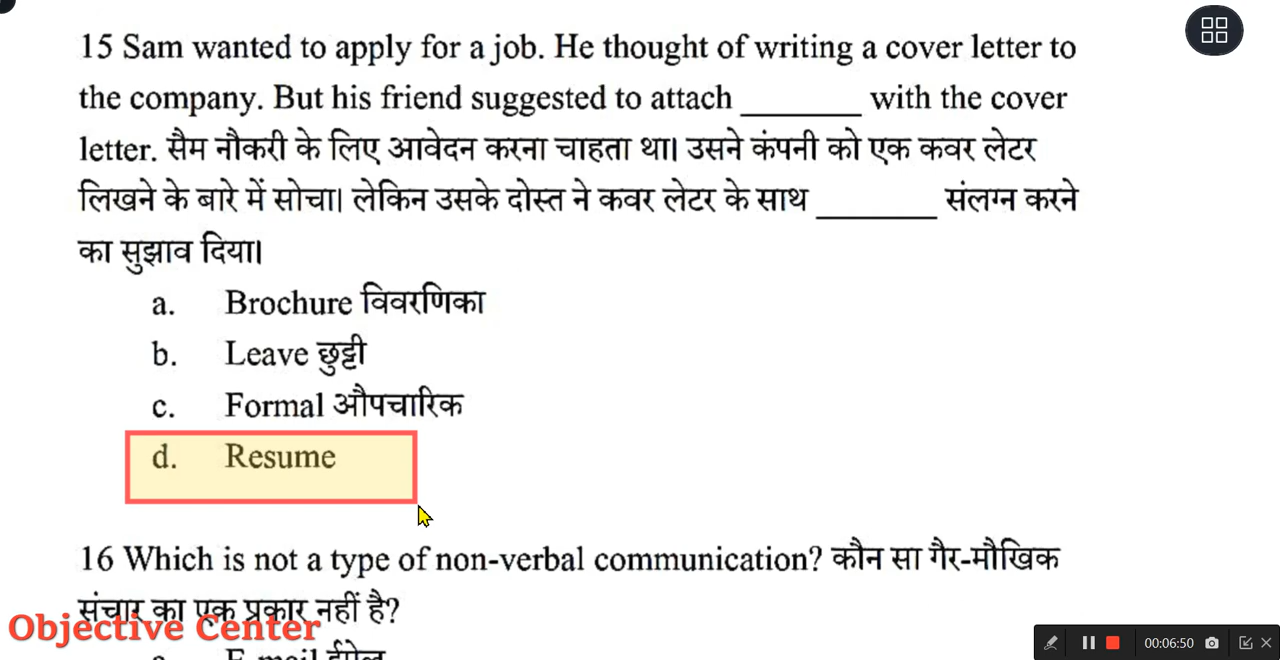 15 Sam wanted to apply for a job. He thought of writing a cover letter to
the company. But his friend suggested to attach ________ with the cover
letter. सैम नौकरी के लिए आवेदन करना चाहता था। उसने कंपनी को एक कवर लेटर
लिखने के बारे में सोचा। लेकिन उसके दोस्त ने कवर लेटर के साथ ________ संलग्न करने
का सुझाव दिया।
a. Brochure विवरणिका
b. Leave छुट्टी
c. Formal औपचारिक
d. Resume
16 Which is not a type of non-verbal communication? कौन सा गैर-मौखिक
संचार का एक प्रकार नहीं है?
Objective Center
a. E-mail ईमेल
00:06:50